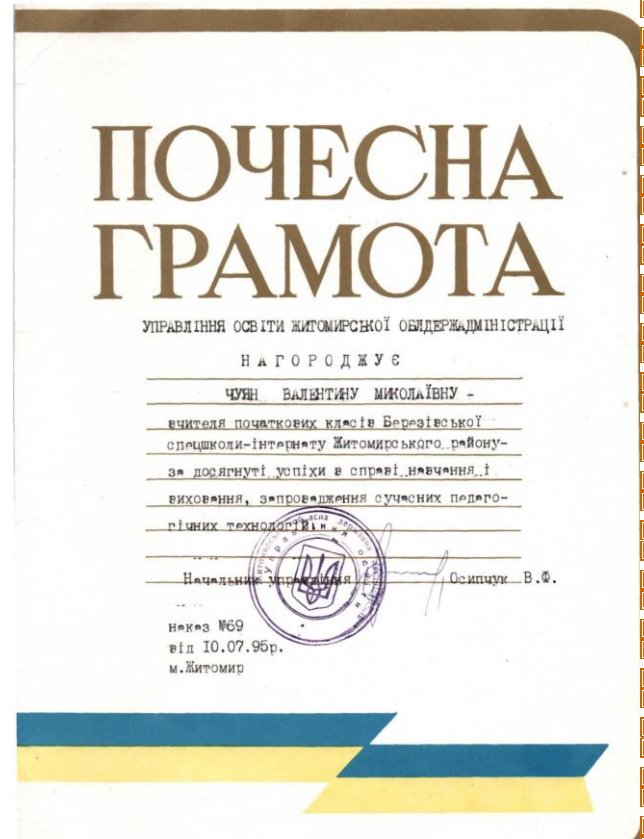 ПОЧЕСНА
ГРАМОТА
УПРАВЛІННЯ ОСВІТИ ЖИТОМИРСЬКОЇ ОБЛДЕРЖАДМІНІСТРАЦІЇ
НАГОРОДЖУЄ
ЧУЯН ВАЛЕНТИНУ МИКОЛАЇВНУ -
вчителя початкових класів Березівської
спецшколи-інтернату Житомирського району-
за досягнуті успіхи в справі навчання і
виховання, запровадження сучасних педаго-
гічних технологій.
Начальник управління Осипчук В.Ф.
Управління освіти
наказ №69
від 10.07.95р.
м.Житомир